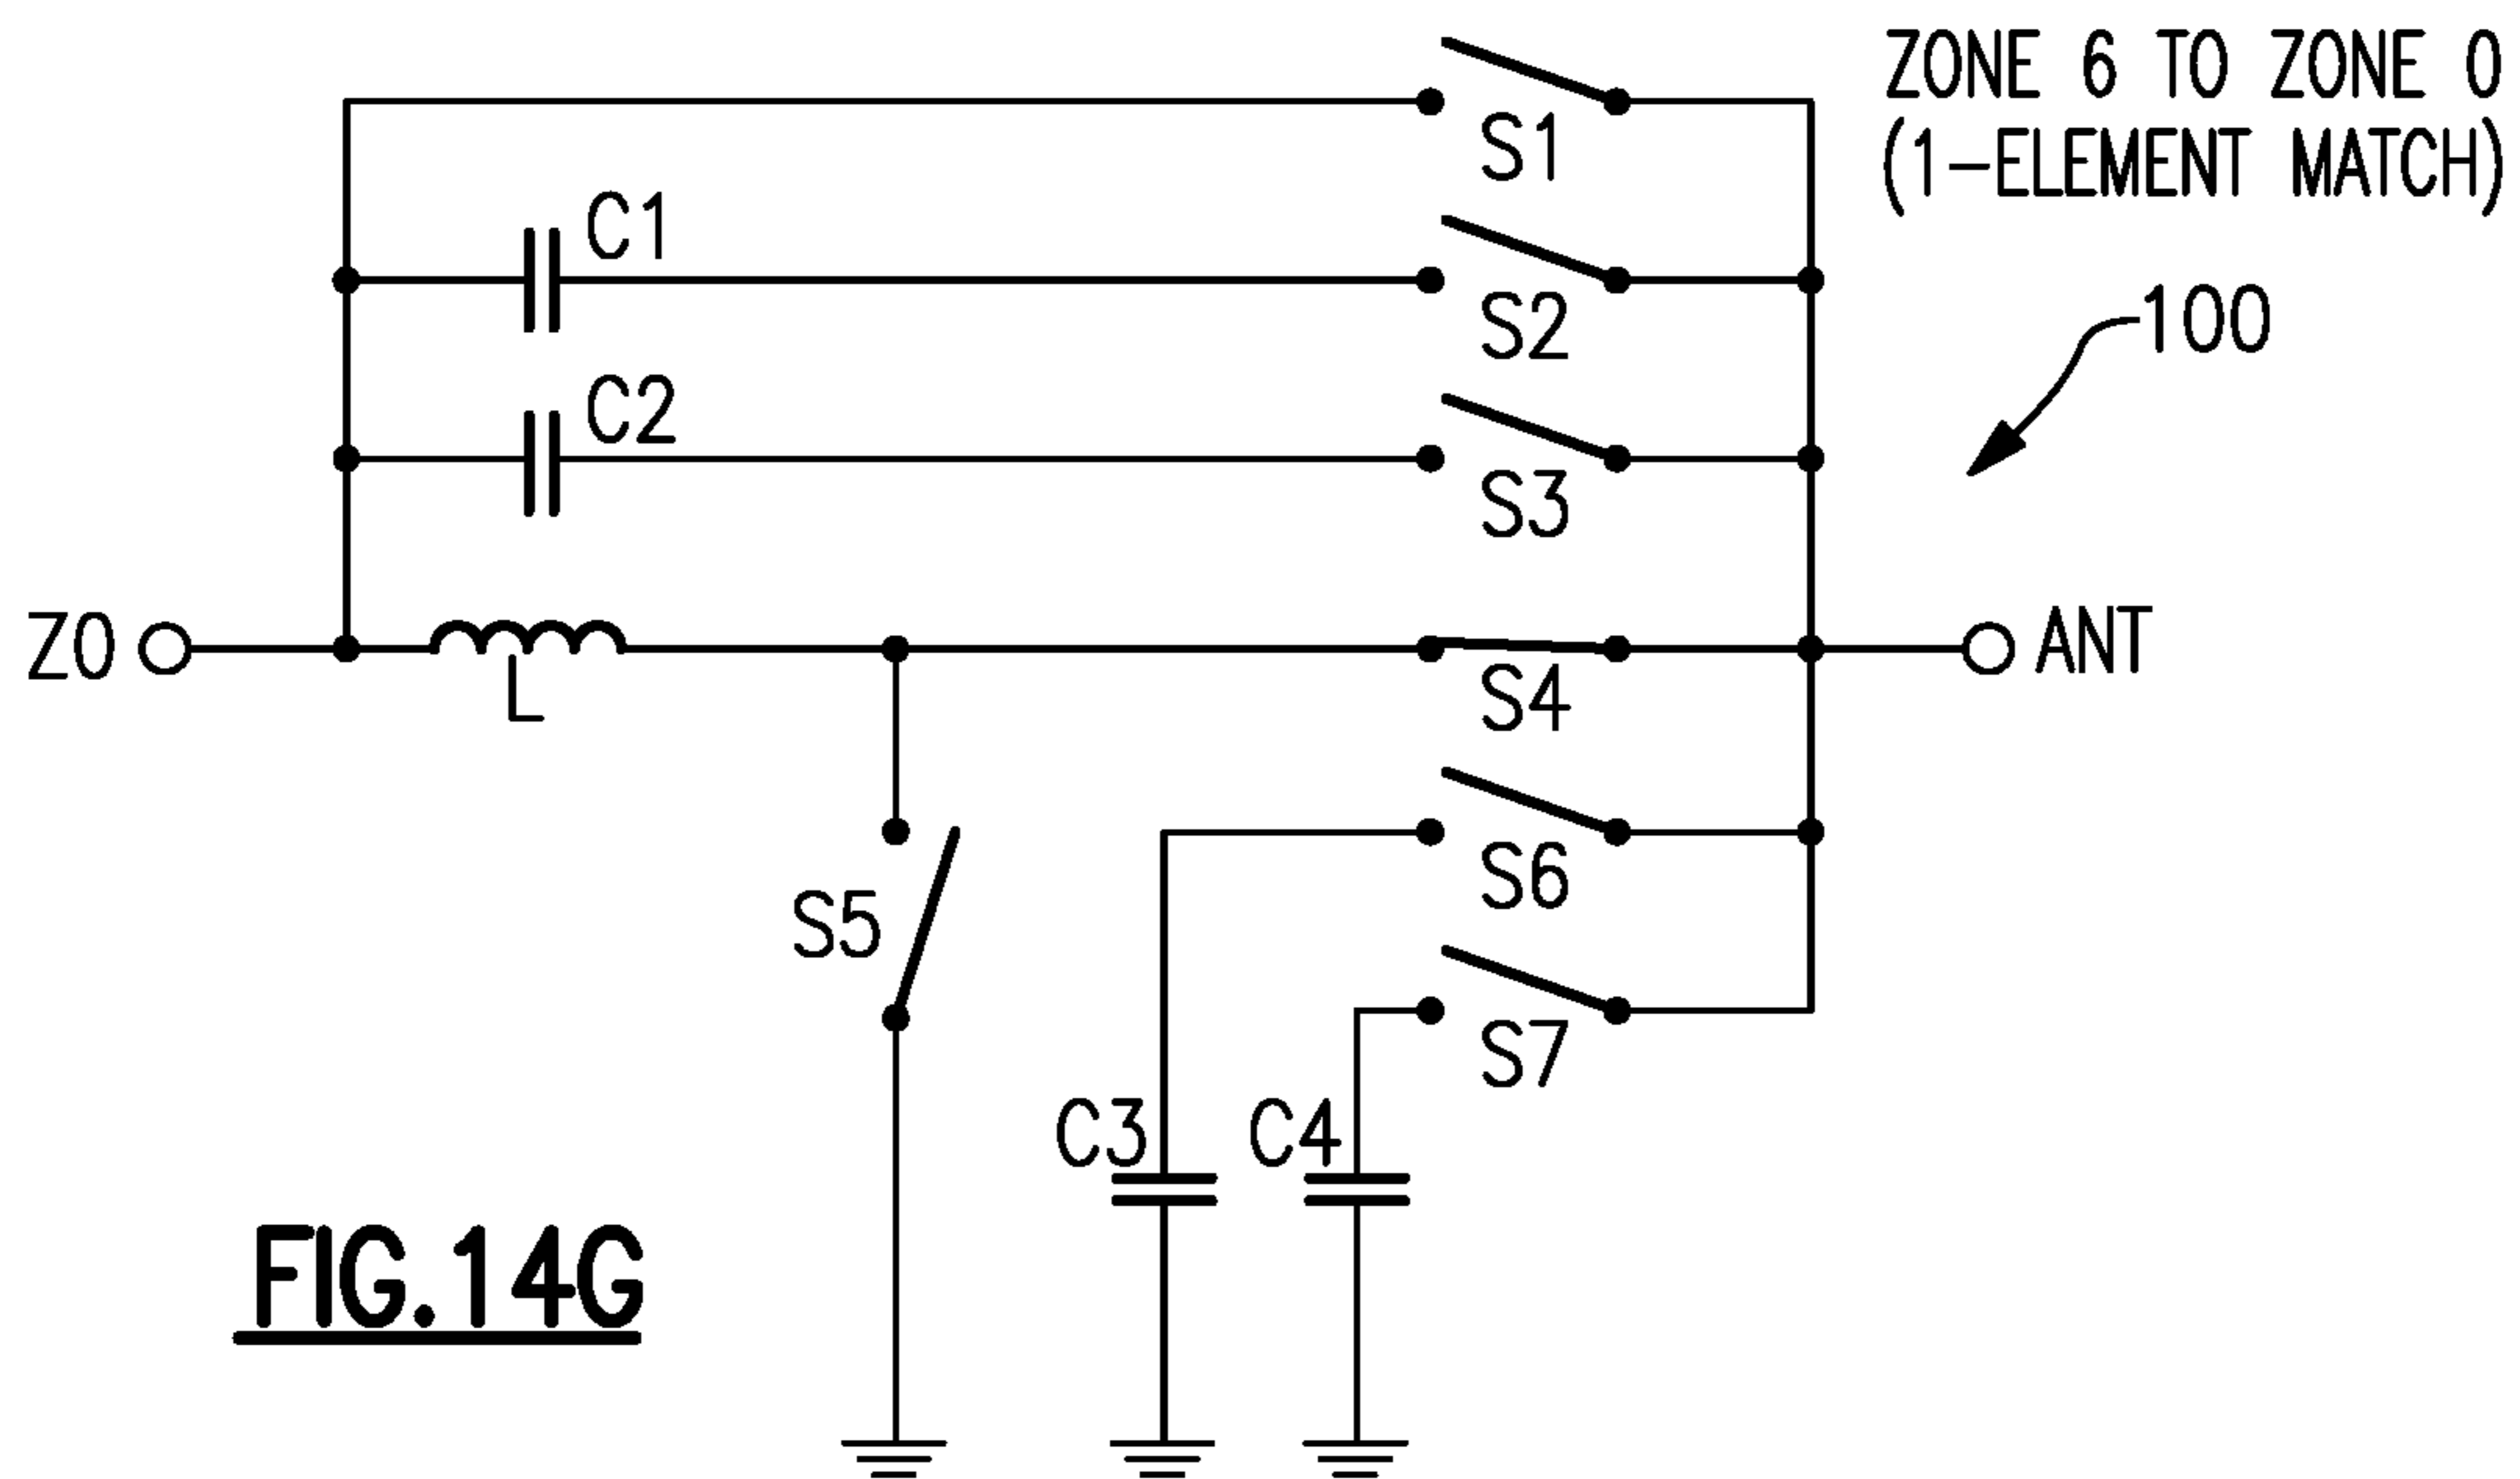 ZONE 6 TO ZONE 0
(1-ELEMENT MATCH)
S1
C1
S2
100
C2
S3
ZO
L
S4
ANT
S6
S5
S7
C3
C4
FIG.14G